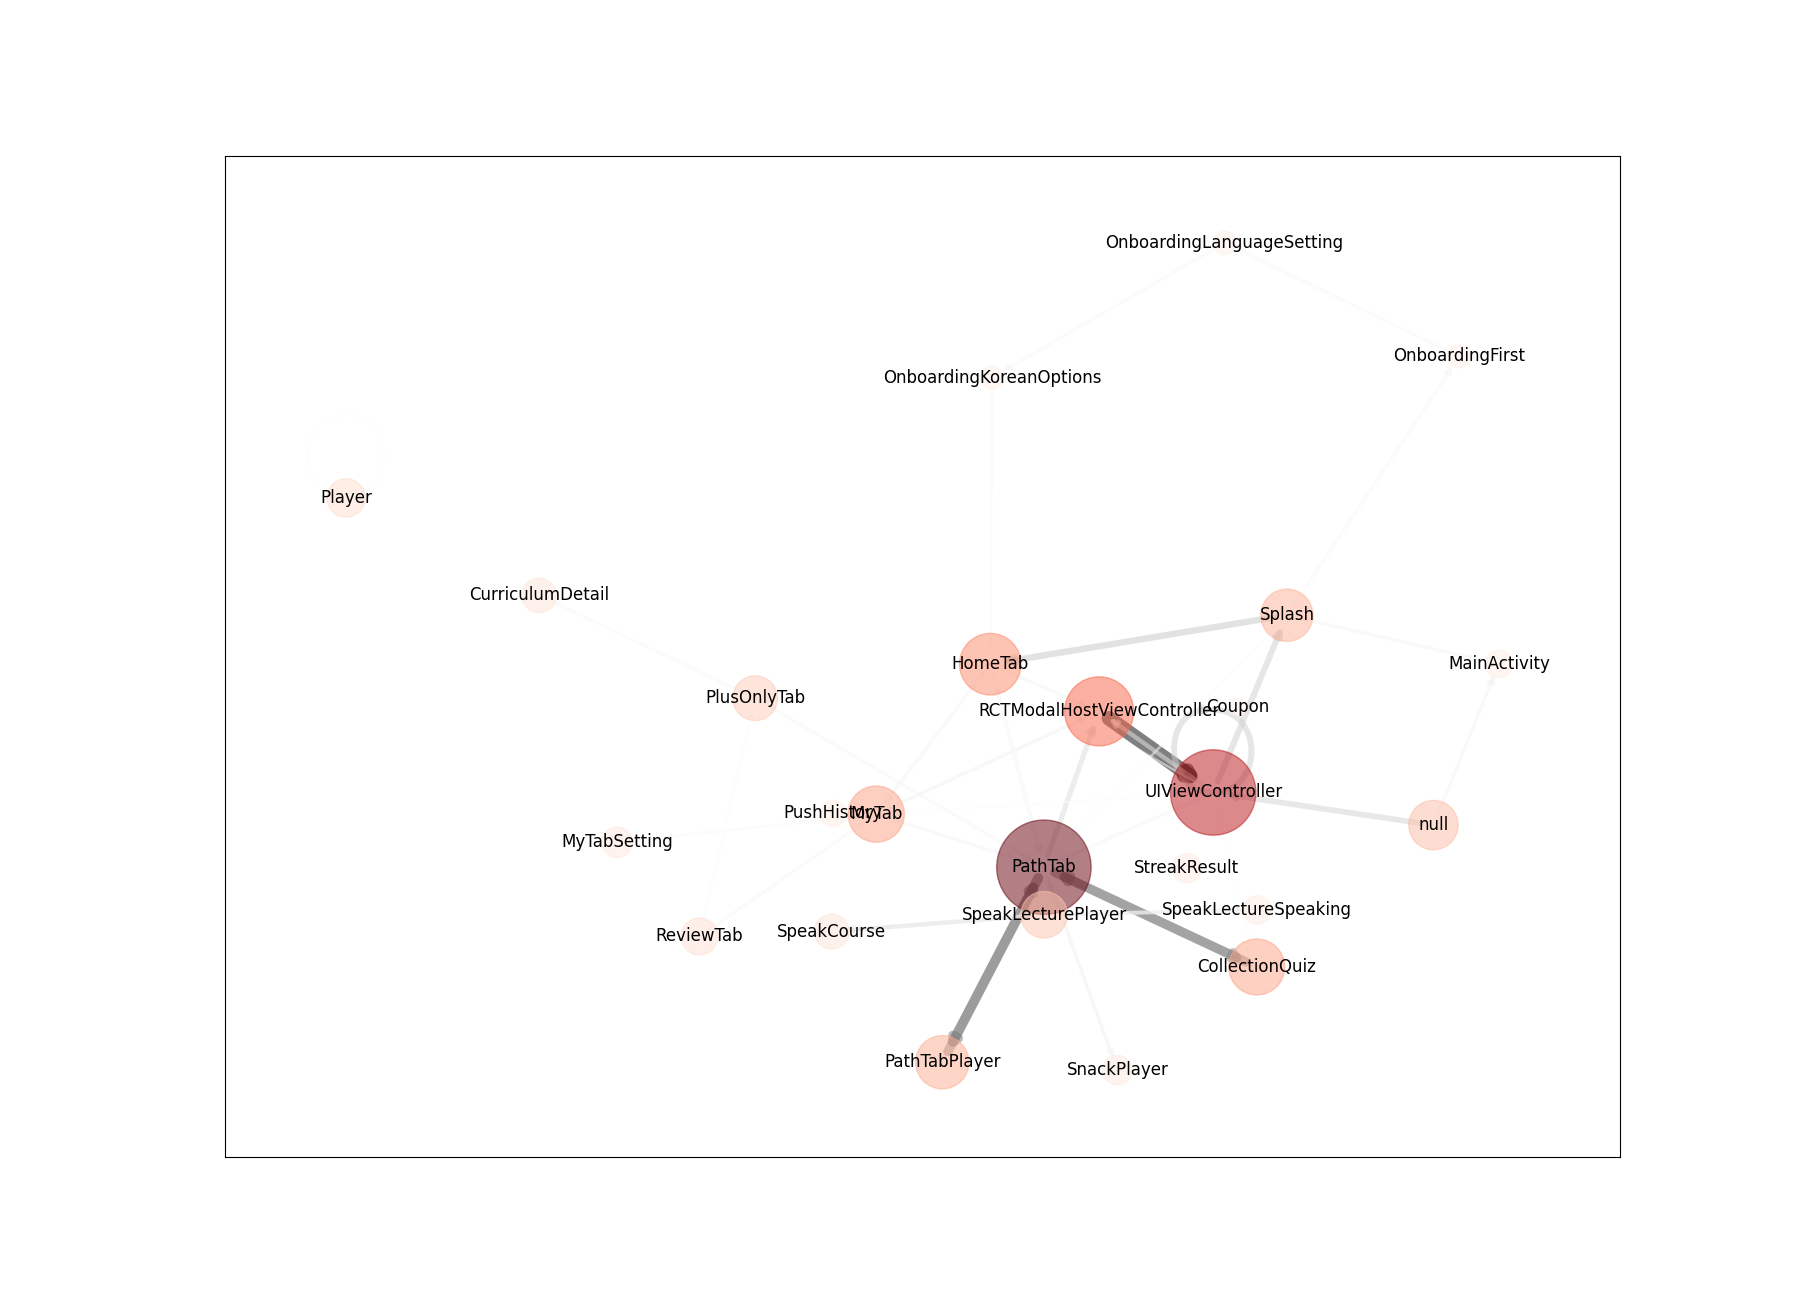 OnboardingLanguageSetting
OnboardingFirst
OnboardingKoreanOptions
Player
CurriculumDetail
Splash
HomeTab
MainActivity
PlusOnlyTab
RCTModalHostViewController
Coupon
UIViewController
PushHistory
MyTab
null
MyTabSetting
PathTab
StreakResult
SpeakLecturePlayer
SpeakLectureSpeaking
SpeakCourse
ReviewTab
CollectionQuiz
PathTabPlayer
SnackPlayer